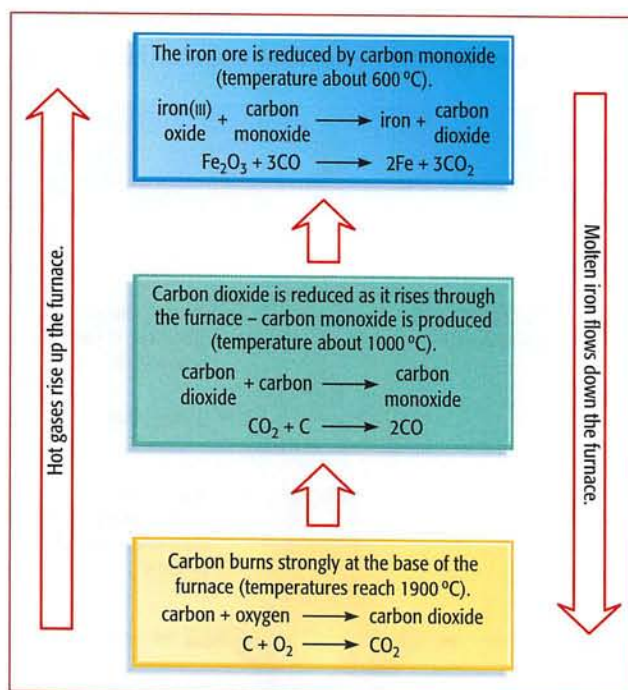 The iron ore is reduced by carbon monoxide
(temperature about 600 °C).
iron(III) oxide + carbon monoxide ⟶ iron + carbon dioxide
Fe₂O₃ + 3CO ⟶ 2Fe + 3CO₂
Hot gases rise up the furnace.
Molten iron flows down the furnace.
Carbon dioxide is reduced as it rises through
the furnace – carbon monoxide is produced
(temperature about 1000 °C).
carbon dioxide + carbon ⟶ carbon monoxide
CO₂ + C ⟶ 2CO
Carbon burns strongly at the base of the
furnace (temperatures reach 1900 °C).
carbon + oxygen ⟶ carbon dioxide
C + O₂ ⟶ CO₂